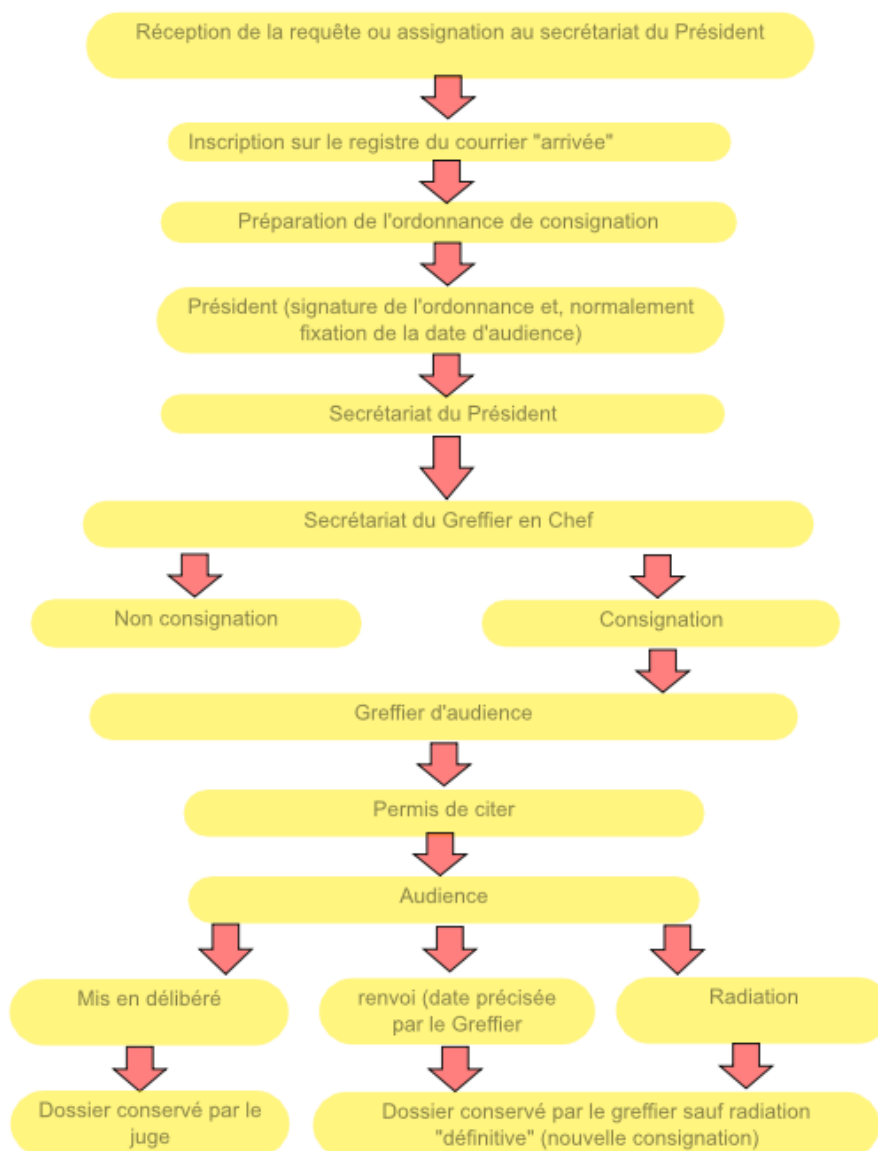 Réception de la requête ou assignation au secrétariat du Président
Inscription sur le registre du courrier "arrivée"
Préparation de l'ordonnance de consignation
Président (signature de l'ordonnance et, normalement
fixation de la date d'audience)
Secrétariat du Président
Secrétariat du Greffier en Chef
Non consignation
Consignation
Greffier d'audience
Permis de citer
Audience
Mis en délibéré
renvoi (date précisée
par le Greffier
Radiation
Dossier conservé par le
juge
Dossier conservé par le greffier sauf radiation
"définitive" (nouvelle consignation)